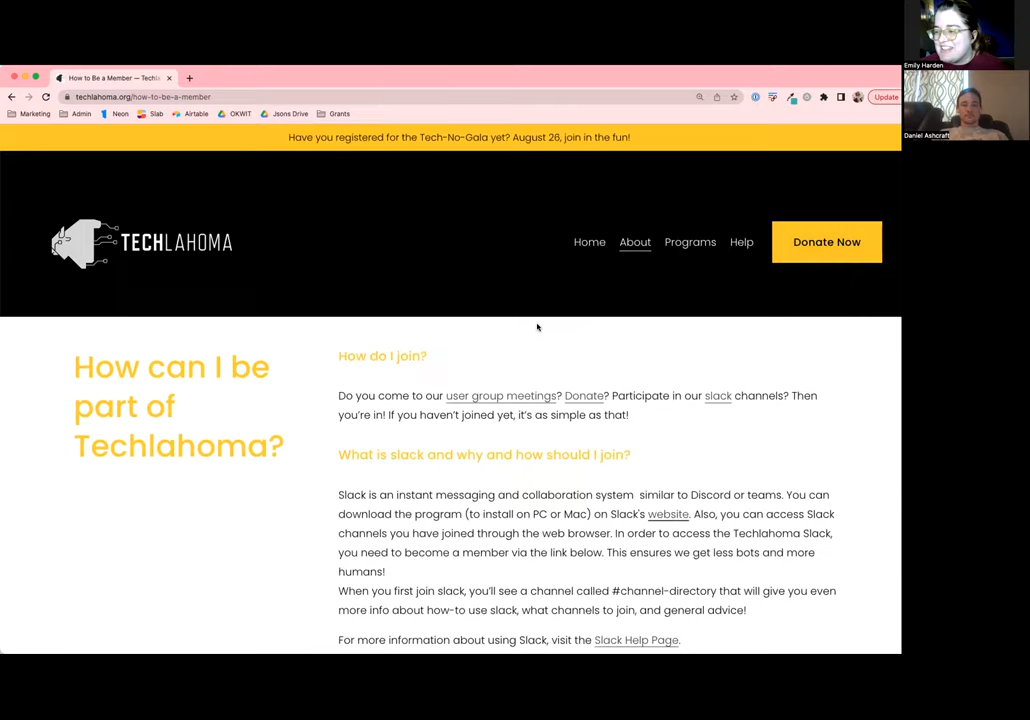 Emily Harden
Daniel Ashcraft
How to Be a Member — Techla
techlahoma.org/how-to-be-a-member
Update
Marketing Admin Neon Slab Airtable OKWIT Jsons Drive Grants
Have you registered for the Tech-No-Gala yet? August 26, join in the fun!
TECHLAHOMA
Home About Programs Help Donate Now
How can I be
part of
Techlahoma?
How do I join?
Do you come to our user group meetings? Donate? Participate in our slack channels? Then
you're in! If you haven't joined yet, it's as simple as that!
What is slack and why and how should I join?
Slack is an instant messaging and collaboration system similar to Discord or teams. You can
download the program (to install on PC or Mac) on Slack's website. Also, you can access Slack
channels you have joined through the web browser. In order to access the Techlahoma Slack,
you need to become a member via the link below. This ensures we get less bots and more
humans!
When you first join slack, you'll see a channel called #channel-directory that will give you even
more info about how-to use slack, what channels to join, and general advice!
For more information about using Slack, visit the Slack Help Page.